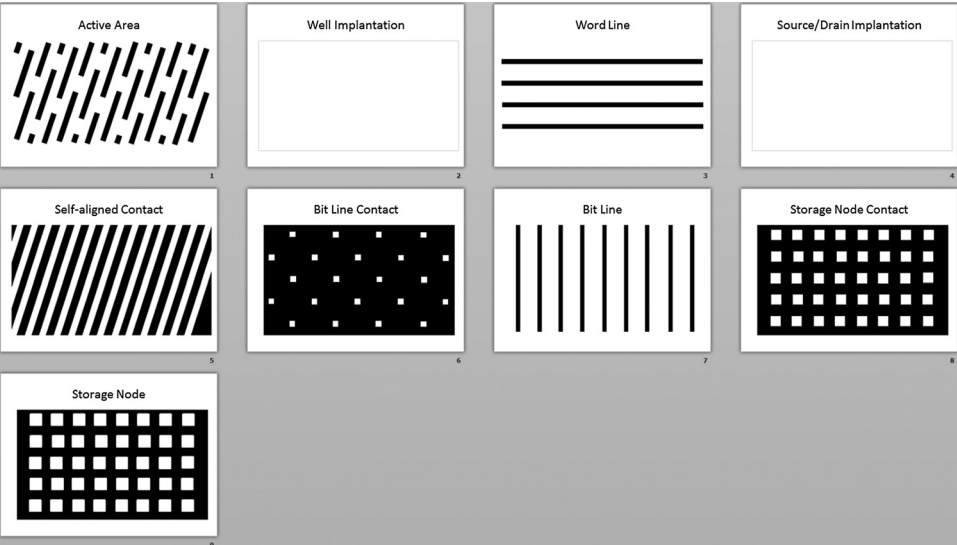 Active Area
Well Implantation
Word Line
Source/Drain Implantation
1
2
3
4
Self-aligned Contact
Bit Line Contact
Bit Line
Storage Node Contact
5
6
7
8
Storage Node